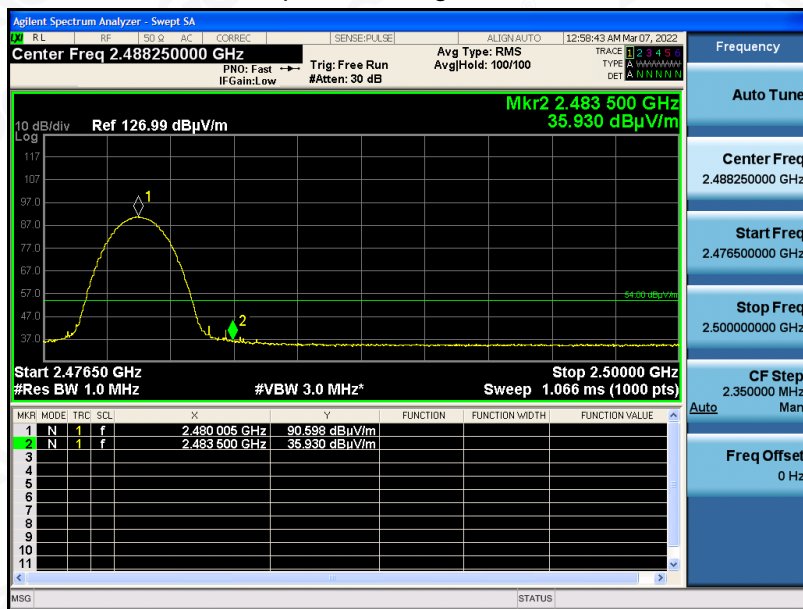 Agilent Spectrum Analyzer - Swept SA
LXI RL RF 50 Ω AC CORREC SENSE:PULSE ALIGNAUTO 12:58:43 AM Mar 07, 2022
Center Freq 2.488250000 GHz
PNO: Fast
IFGain:Low
Trig: Free Run
#Atten: 30 dB
Avg Type: RMS
Avg|Hold: 100/100
TRACE 1 2 3 4 5 6
TYPE A WWWWW
DET A N N N N N
Mkr2 2.483 500 GHz
35.930 dBµV/m
10 dB/div Ref 126.99 dBµV/m
Log
117
107
97.0
87.0
77.0
67.0
57.0
47.0
37.0
1
2
54.00 dBµV/m
Start 2.47650 GHz Stop 2.50000 GHz
#Res BW 1.0 MHz #VBW 3.0 MHz* Sweep 1.066 ms (1000 pts)
MKR MODE TRC SCL X Y FUNCTION FUNCTION WIDTH FUNCTION VALUE
1 N 1 f 2.480 005 GHz 90.598 dBµV/m
2 N 1 f 2.483 500 GHz 35.930 dBµV/m
3
4
5
6
7
8
9
10
11
MSG STATUS
Frequency
Auto Tune
Center Freq
2.488250000 GHz
Start Freq
2.476500000 GHz
Stop Freq
2.500000000 GHz
CF Step
2.350000 MHz
Auto Man
Freq Offset
0 Hz